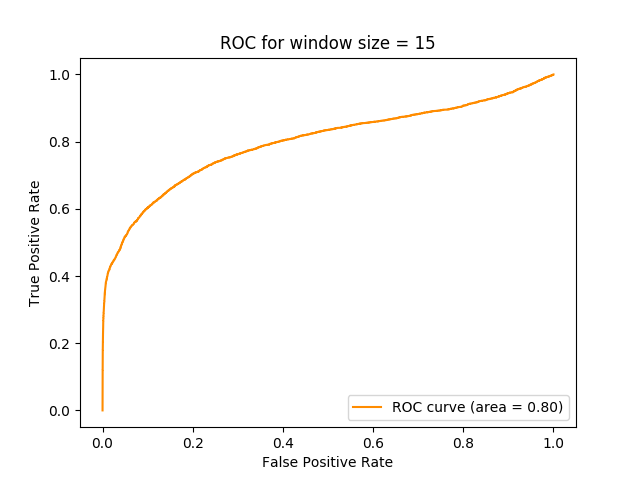 ROC for window size = 15
True Positive Rate
1.0
0.8
0.6
0.4
0.2
0.0
ROC curve (area = 0.80)
0.0 0.2 0.4 0.6 0.8 1.0
False Positive Rate